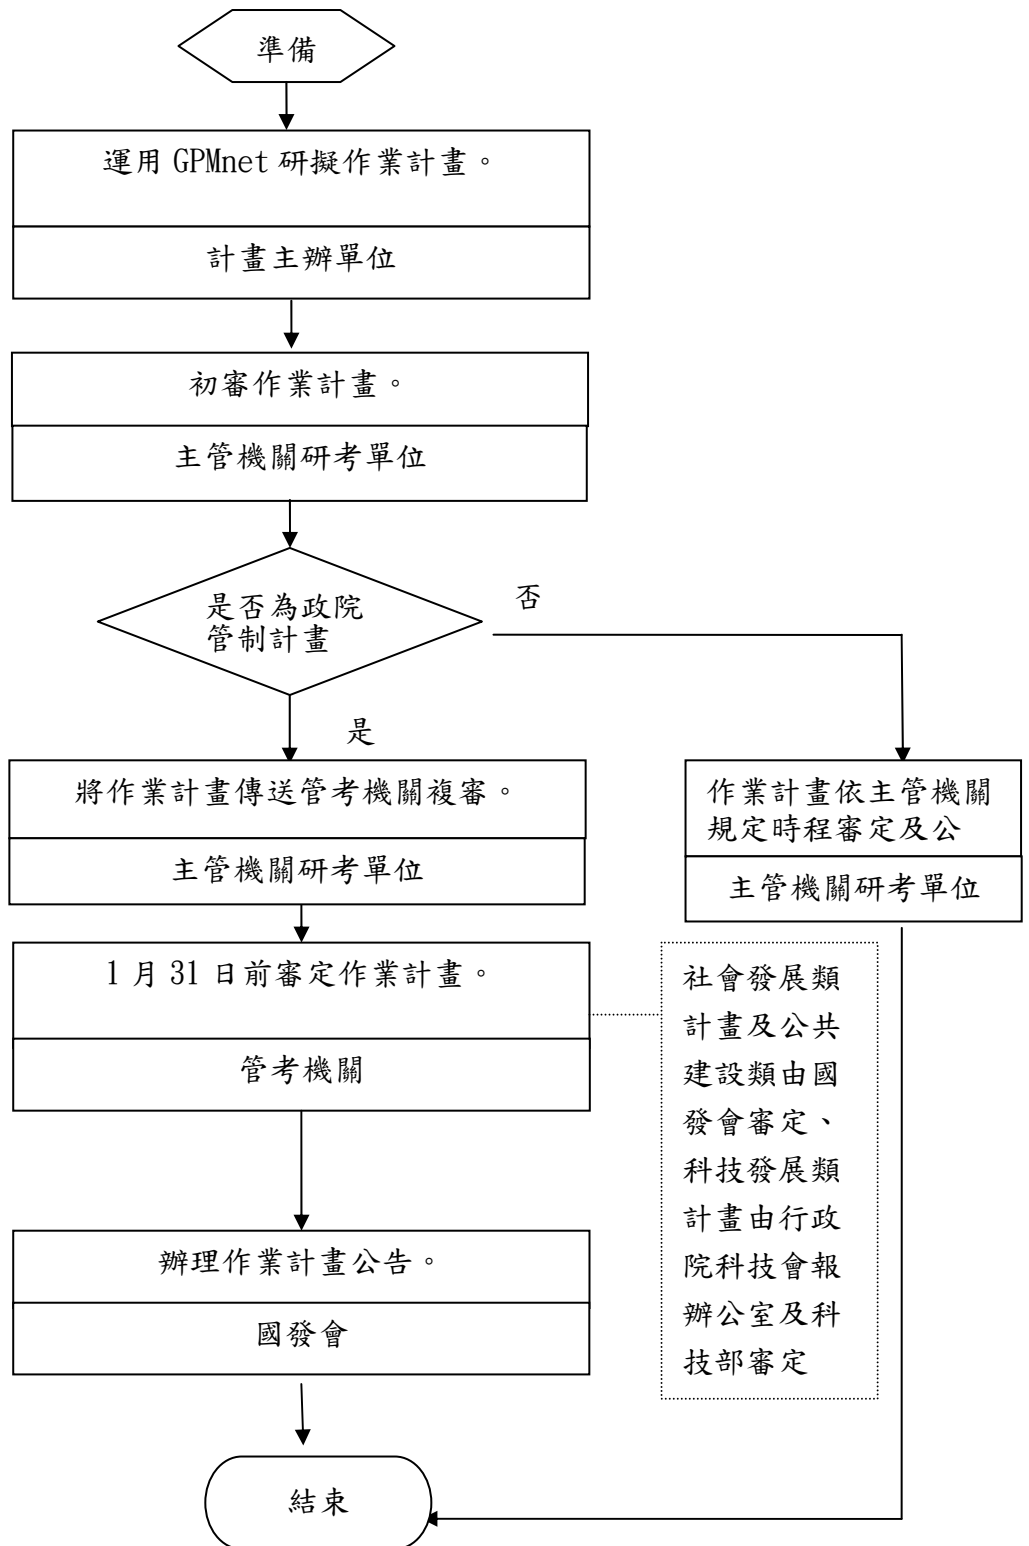 準備
運用 GPMnet 研擬作業計畫。
計畫主辦單位
初審作業計畫。
主管機關研考單位
是否為政院
管制計畫
否
是
將作業計畫傳送管考機關複審。
主管機關研考單位
作業計畫依主管機關
規定時程審定及公
主管機關研考單位
1 月 31 日前審定作業計畫。
管考機關
社會發展類
計畫及公共
建設類由國
發會審定、
科技發展類
計畫由行政
院科技會報
辦公室及科
技部審定
辦理作業計畫公告。
國發會
結束